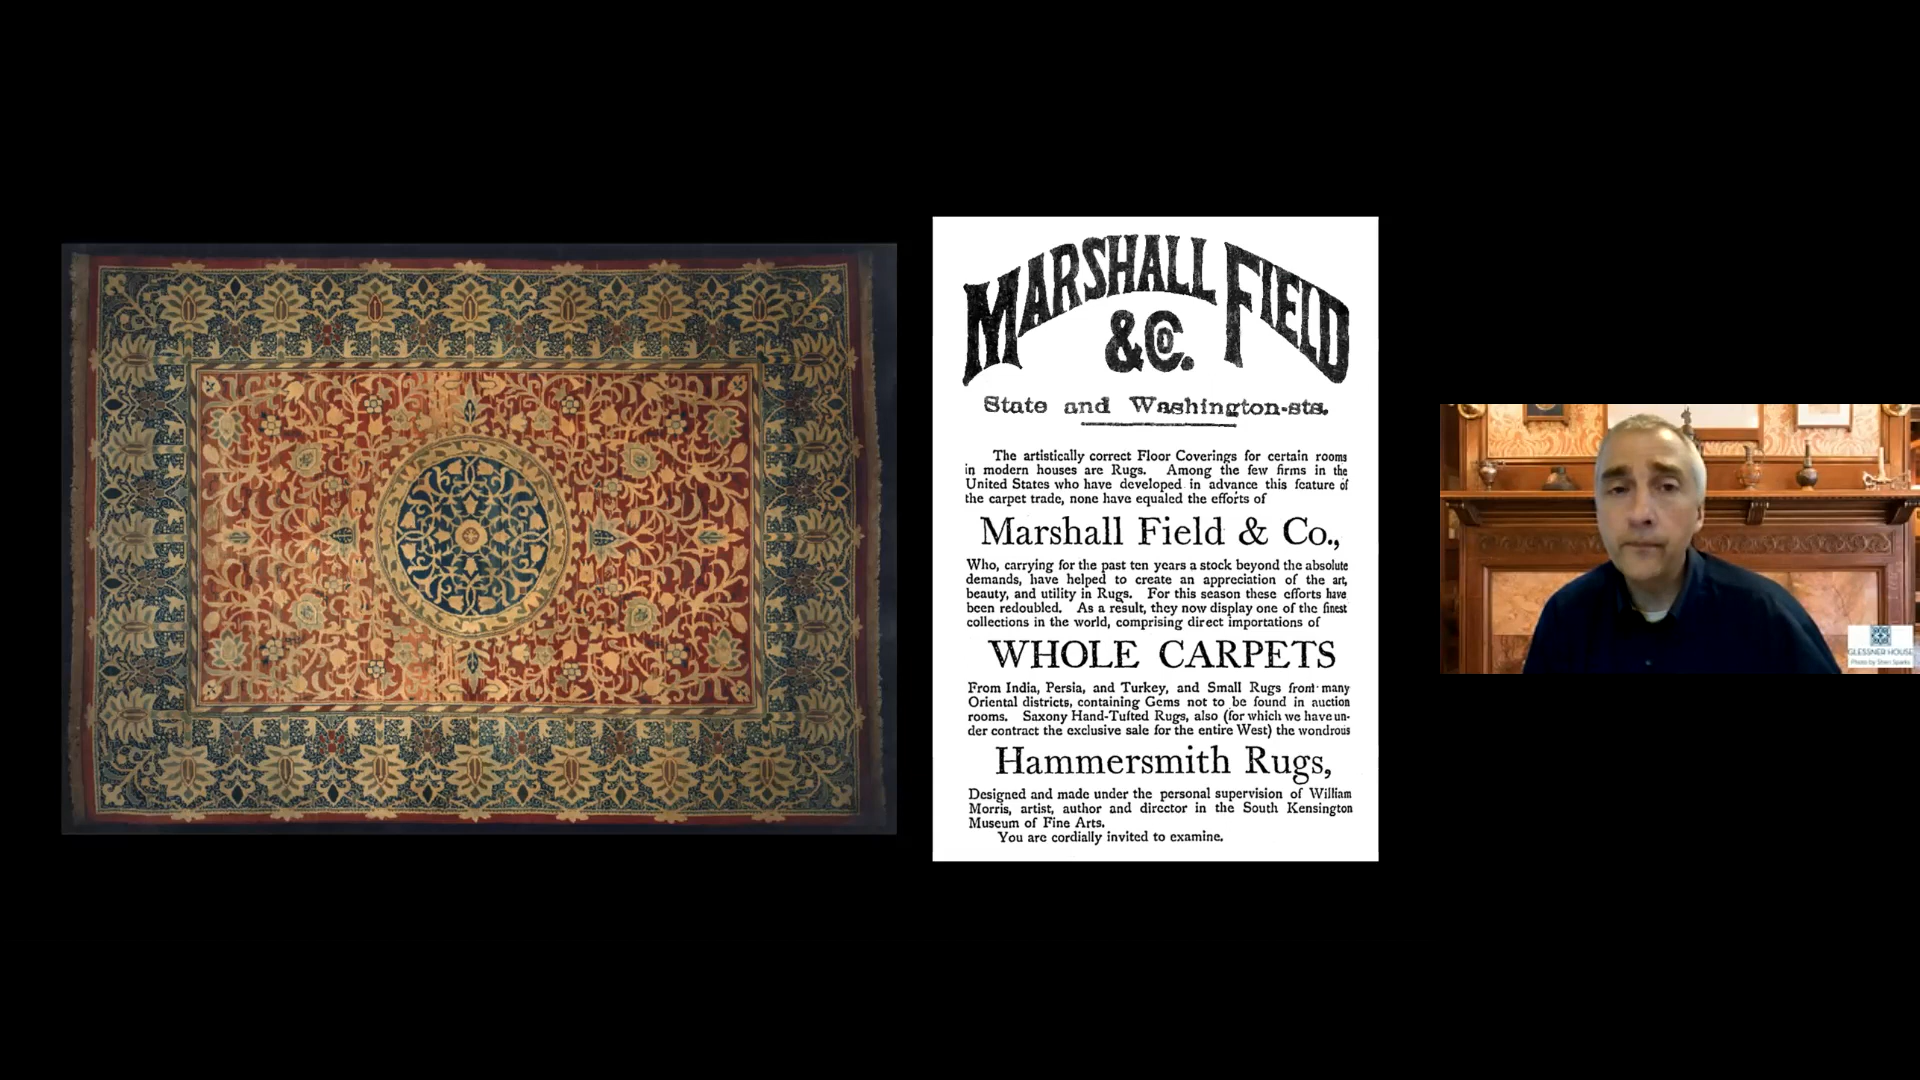 MARSHALL FIELD
& CO.
State and Washington-sts.
The artistically correct Floor Coverings for certain rooms
in modern houses are Rugs. Among the few firms in the
United States who have developed in advance this feature of
the carpet trade, none have equaled the efforts of
Marshall Field & Co.,
Who, carrying for the past ten years a stock beyond the absolute
demands, have helped to create an appreciation of the art,
beauty, and utility in Rugs. For this season these efforts have
been redoubled. As a result, they now display one of the finest
collections in the world, comprising direct importations of
WHOLE CARPETS
From India, Persia, and Turkey, and Small Rugs from many
Oriental districts, containing Gems not to be found in auction
rooms. Saxony Hand-Tufted Rugs, also (for which we have un-
der contract the exclusive sale for the entire West) the wondrous
Hammersmith Rugs,
Designed and made under the personal supervision of William
Morris, artist, author and director in the South Kensington
Museum of Fine Arts.
You are cordially invited to examine.
GLESSNER HOUSE
Photo by Sheri Sparks